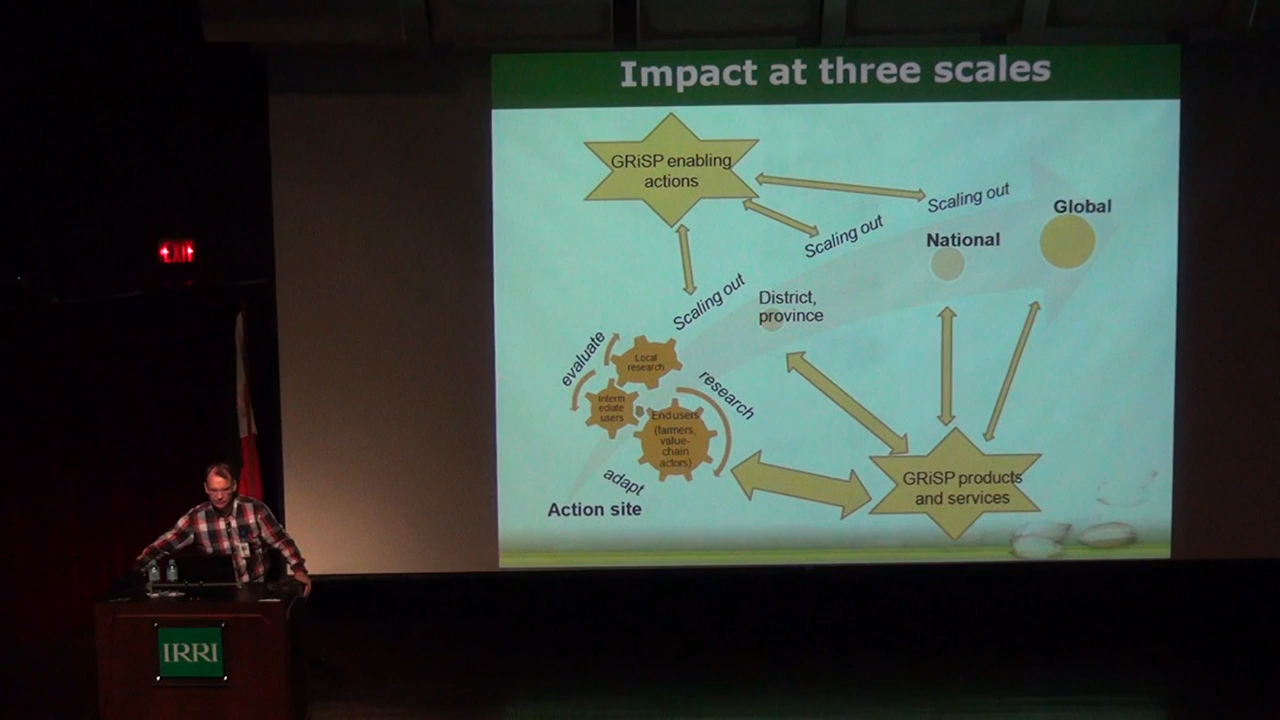 Impact at three scales
GRiSP enabling
actions
Scaling out
Global
Scaling out
National
Scaling out
District,
province
evaluate
Local
research
research
Interm
ediate
users
End users
(farmers,
value-
chain
actors)
adapt
Action site
GRiSP products
and services
EXIT
IRRI